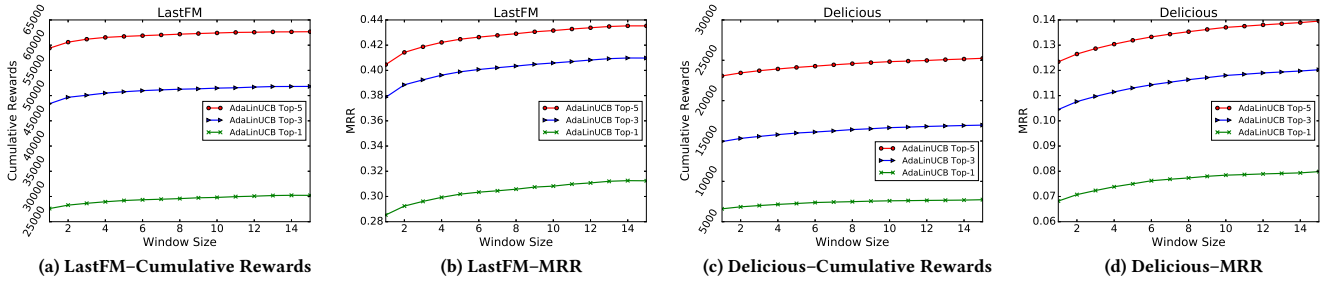 LastFM
65000
60000
55000
50000
45000
40000
35000
30000
25000
Cumulative Rewards
AdaLinUCB Top-5
AdaLinUCB Top-3
AdaLinUCB Top-1
2 4 6 8 10 12 14
Window Size
(a) LastFM–Cumulative Rewards
LastFM
0.44
0.42
0.40
0.38
0.36
0.34
0.32
0.30
0.28
MRR
AdaLinUCB Top-5
AdaLinUCB Top-3
AdaLinUCB Top-1
2 4 6 8 10 12 14
Window Size
(b) LastFM–MRR
Delicious
30000
25000
20000
15000
10000
5000
Cumulative Rewards
AdaLinUCB Top-5
AdaLinUCB Top-3
AdaLinUCB Top-1
2 4 6 8 10 12 14
Window Size
(c) Delicious–Cumulative Rewards
Delicious
0.14
0.13
0.12
0.11
0.10
0.09
0.08
0.07
0.06
MRR
AdaLinUCB Top-5
AdaLinUCB Top-3
AdaLinUCB Top-1
2 4 6 8 10 12 14
Window Size
(d) Delicious–MRR